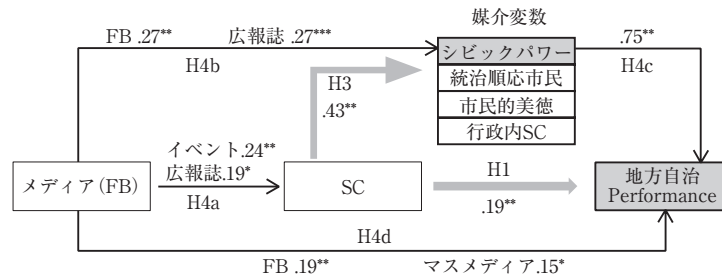 媒介変数
FB .27** 広報誌 .27***
H4b
シビックパワー
統治順応市民
市民的美徳
行政内SC
.75**
H4c
H3
.43**
イベント.24**
広報誌.19*
H4a
メディア(FB)
SC
H1
.19**
地方自治
Performance
H4d
FB .19** マスメディア.15*